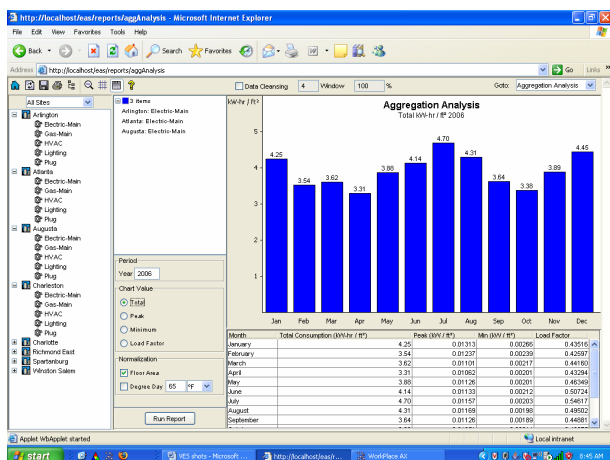 http://localhost/eas/reports/aggAnalysis - Microsoft Internet Explorer
File Edit View Favorites Tools Help
Back Search Favorites
Address http://localhost/eas/reports/aggAnalysis Go Links »
Data Cleansing 4 Window 100 % Goto: Aggregation Analysis
All Sites
Arlington
Electric-Main
Gas-Main
HVAC
Lighting
Plug
Atlanta
Electric-Main
Gas-Main
HVAC
Lighting
Plug
Augusta
Electric-Main
Gas-Main
HVAC
Lighting
Plug
Charleston
Electric-Main
Gas-Main
HVAC
Lighting
Plug
Charlotte
Richmond East
Spartanburg
Winston Salem
3 items
Arlington: Electric-Main
Atlanta: Electric-Main
Augusta: Electric-Main
Period
Year 2006
Chart Value
Total
Peak
Minimum
Load Factor
Normalization
Floor Area
Degree Day 65 °F
Run Report
kW-hr / ft²
Aggregation Analysis
Total kW-hr / ft² 2006
5
4
3
2
1
4.25 3.54 3.62 3.31 3.88 4.14 4.70 4.31 3.64 3.38 3.89 4.45
Jan Feb Mar Apr May Jun Jul Aug Sep Oct Nov Dec
Month Total Consumption (kW-hr / ft²) Peak (kW / ft²) Min (kW / ft²) Load Factor
January 4.25 0.01313 0.00266 0.43516
February 3.54 0.01237 0.00239 0.42597
March 3.62 0.01101 0.00217 0.44160
April 3.31 0.01062 0.00201 0.43294
May 3.88 0.01126 0.00201 0.46349
June 4.14 0.01133 0.00212 0.50724
July 4.70 0.01157 0.00203 0.54617
August 4.31 0.01169 0.00198 0.49502
September 3.64 0.01126 0.00189 0.44881
Applet WbApplet started Local intranet
start VES shots - Microsoft ... http://localhost/eas/r... WorkPlace AX 8:45 AM